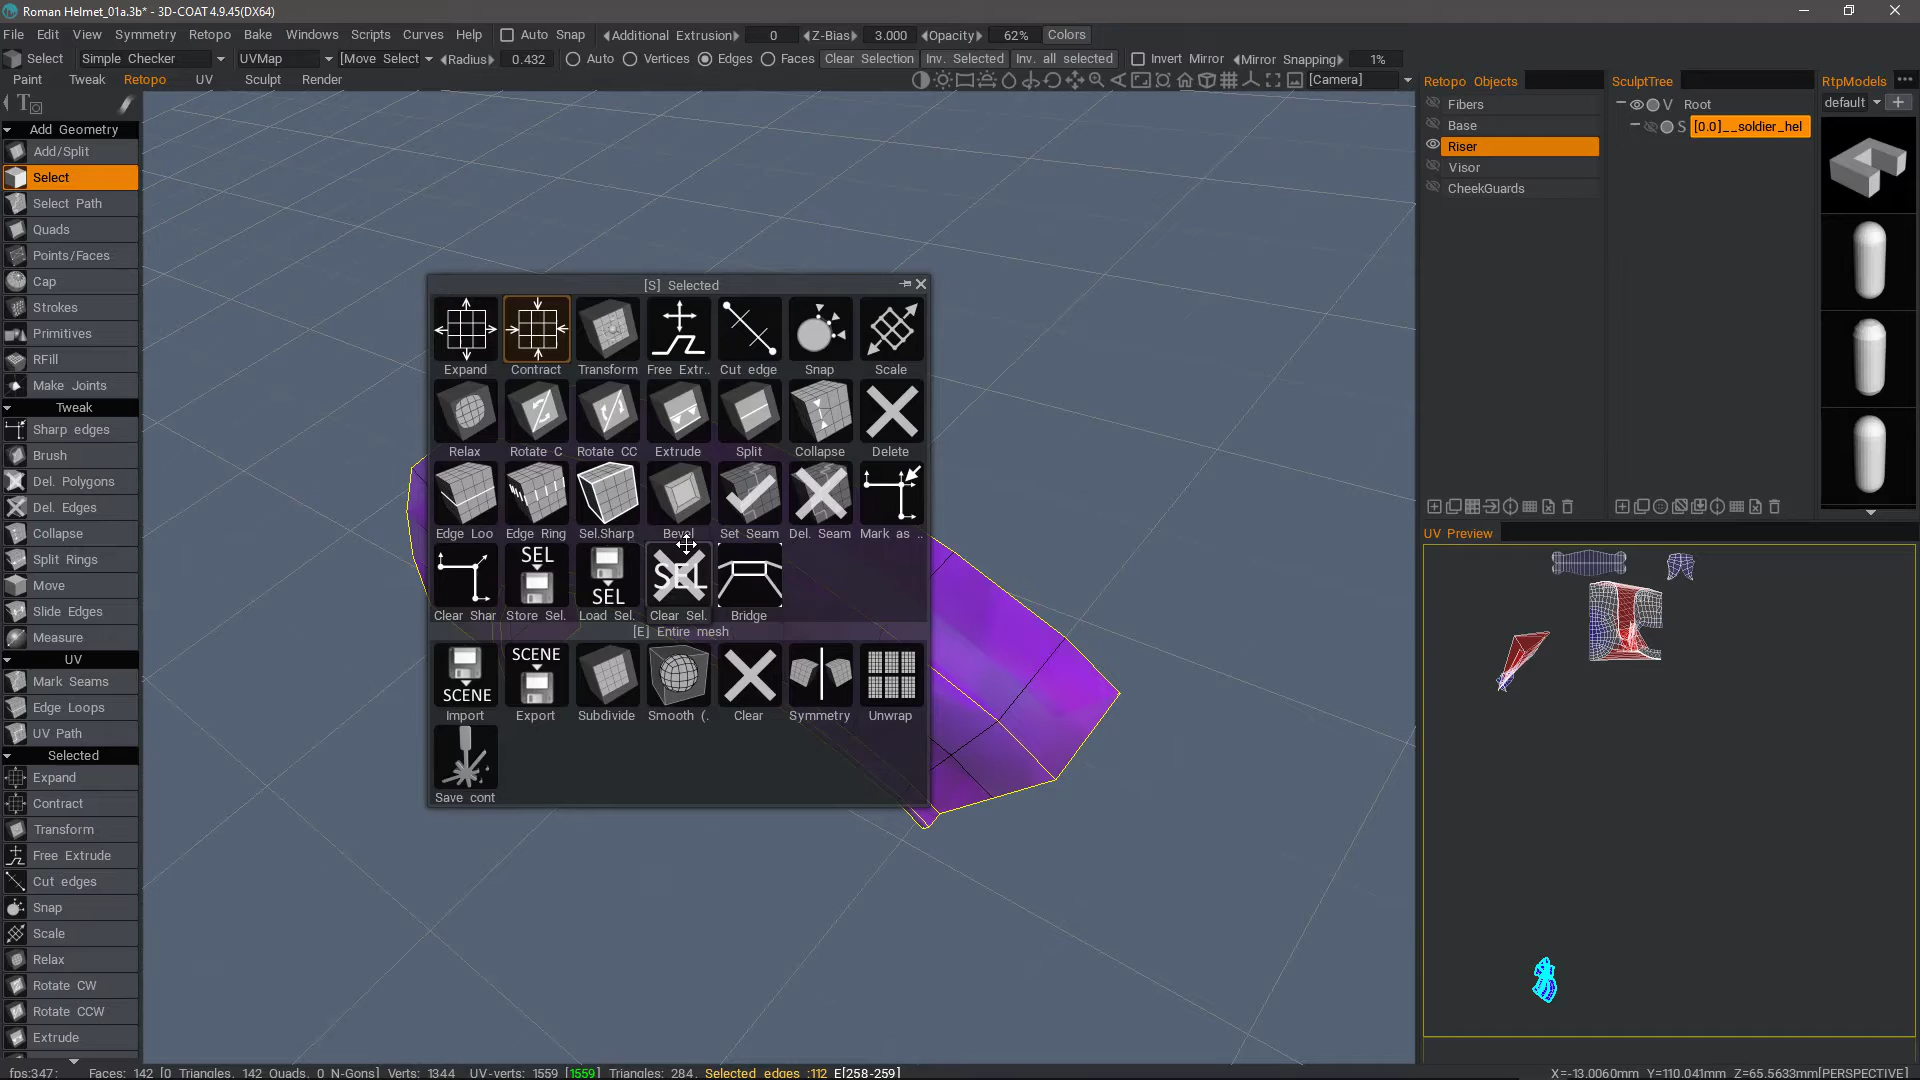 Roman Helmet_01a.3b* - 3D-COAT 4.9.45(DX64)
File Edit View Symmetry Retopo Bake Windows Scripts Curves Help Auto Snap Additional Extrusion 0 Z-Bias 3.000 Opacity 62% Colors
Select Simple Checker UVMap [Move Select Radius 0.432 Auto Vertices Edges Faces Clear Selection Inv. Selected Inv. all selected Invert Mirror Mirror Snapping 1%
Paint Tweak Retopo UV Sculpt Render [Camera]
Add Geometry
Add/Split
Select
Select Path
Quads
Points/Faces
Cap
Strokes
Primitives
RFill
Make Joints
Tweak
Sharp edges
Brush
Del. Polygons
Del. Edges
Collapse
Split Rings
Move
Slide Edges
Measure
UV
Mark Seams
Edge Loops
UV Path
Selected
Expand
Contract
Transform
Free Extrude
Cut edges
Snap
Scale
Relax
Rotate CW
Rotate CCW
Extrude
[S] Selected
Expand Contract Transform Free Extr.. Cut edge Snap Scale
Relax Rotate C Rotate CC Extrude Split Collapse Delete
Edge Loo Edge Ring Sel.Sharp Bevel Set Seam Del. Seam Mark as ..
SEL SEL SEL
Clear Shar Store Sel. Load Sel. Clear Sel. Bridge
[E] Entire mesh
SCENE SCENE
Import Export Subdivide Smooth (. Clear Symmetry Unwrap
Save cont
Retopo Objects
Fibers
Base
Riser
Visor
CheekGuards
SculptTree
V Root
S [0.0]__soldier_hel
RtpModels
default
UV Preview
fps:347; Faces: 142 [0 Triangles, 142 Quads, 0 N-Gons] Verts: 1344 UV-verts: 1559 [1559] Triangles: 284. Selected edges :112 E[258-259] X=-13.0060mm Y=110.041mm Z=65.5633mm[PERSPECTIVE]